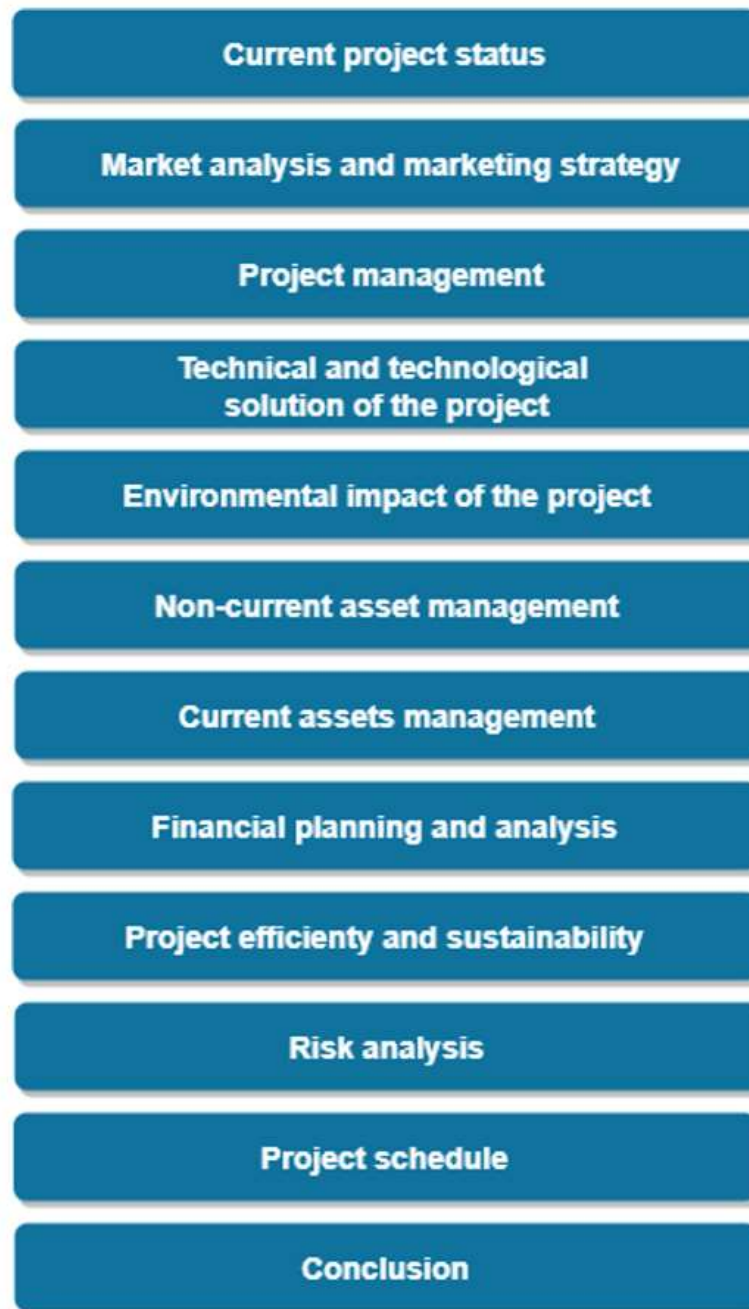 Current project status
Market analysis and marketing strategy
Project management
Technical and technological
solution of the project
Environmental impact of the project
Non-current asset management
Current assets management
Financial planning and analysis
Project efficienty and sustainability
Risk analysis
Project schedule
Conclusion